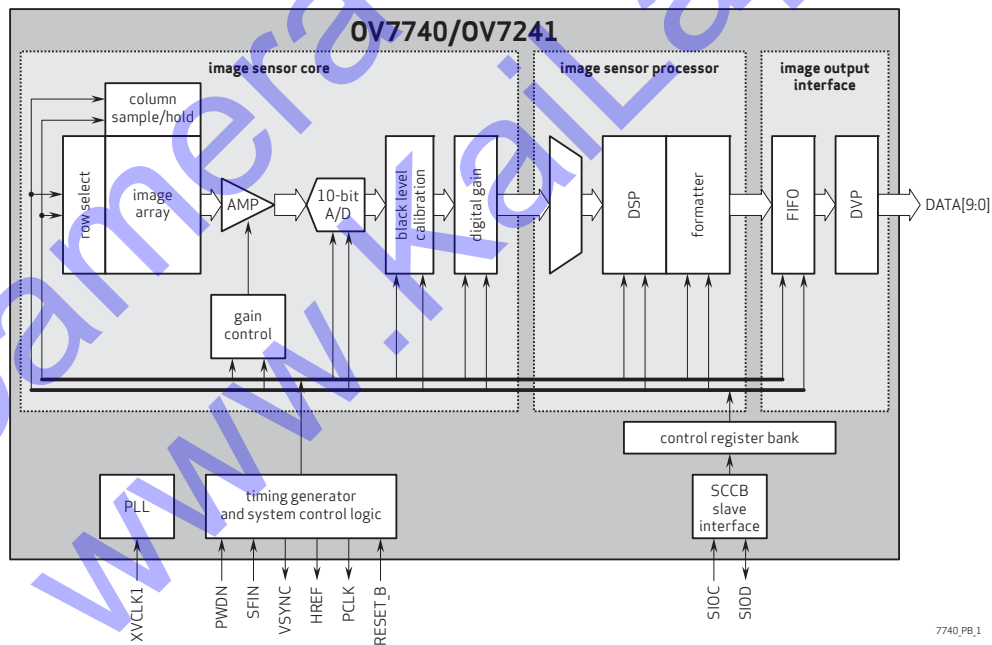 OV7740/OV7241
image sensor core
image sensor processor
image output
interface
column
sample/hold
row select
image
array
AMP
10-bit
A/D
black level
calibration
digital gain
DSP
formatter
FIFO
DVP
DATA[9:0]
gain
control
control register bank
PLL
timing generator
and system control logic
SCCB
slave
interface
XVCLK1
PWDN
SFIN
VSYNC
HREF
PCLK
RESET_B
SIOC
SIOD
7740_PB_1